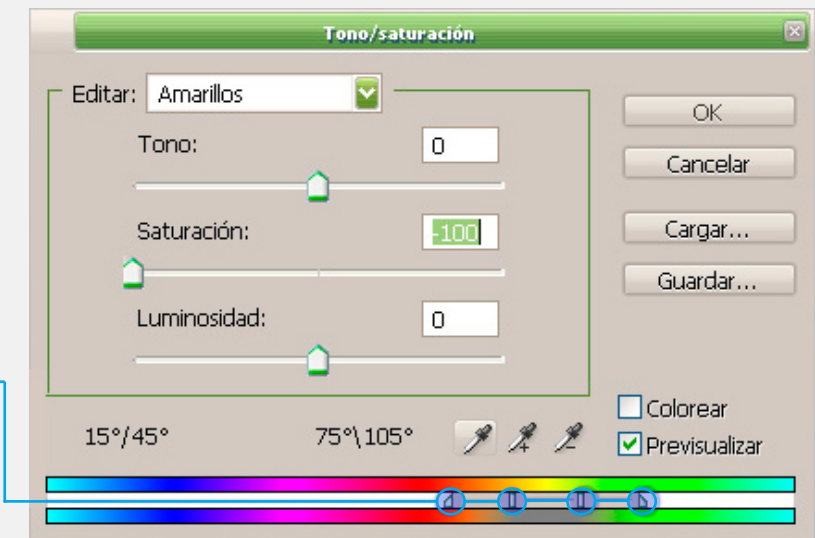 Tono/saturación
Editar: Amarillos
OK
Tono: 0
Cancelar
Saturación: -100
Cargar...
Guardar...
Luminosidad: 0
Colorear
15°/45° 75°\105°
Previsualizar